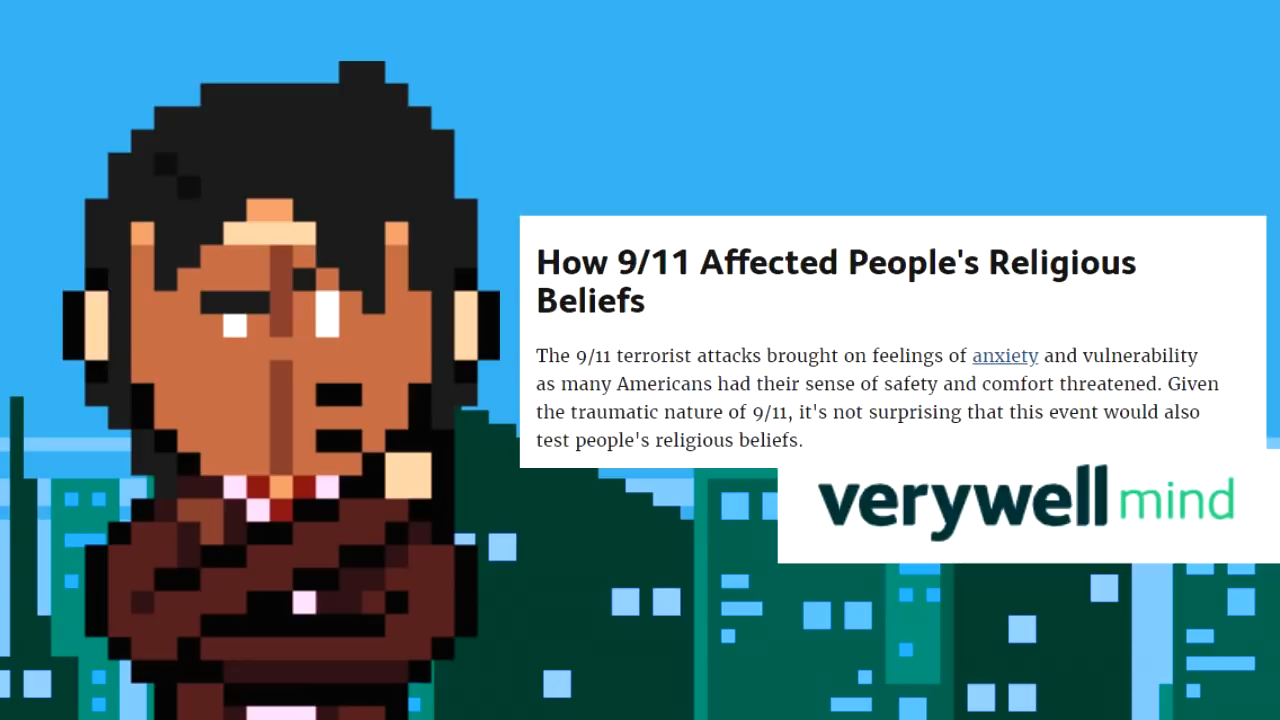 How 9/11 Affected People's Religious
Beliefs
The 9/11 terrorist attacks brought on feelings of anxiety and vulnerability
as many Americans had their sense of safety and comfort threatened. Given
the traumatic nature of 9/11, it's not surprising that this event would also
test people's religious beliefs.
verywell mind